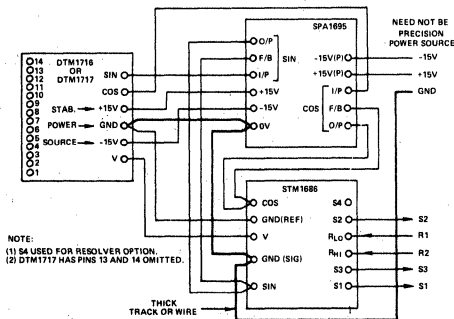 DTM1716
OR
DTM1717
14
13
12
11
10
9
8
7
6
5
4
3
2
1
SIN
COS
STAB. +15V
POWER GND
SOURCE -15V
V
SPA1695
O/P
F/B
I/P
SIN
+15V
-15V
0V
-15V(P)
+15V(P)
COS
I/P
F/B
O/P
NEED NOT BE
PRECISION
POWER SOURCE
-15V
+15V
GND
STM1686
COS
GND(REF)
V
GND (SIG)
SIN
S4
S2
RLO
RHI
S3
S1
S2
R1
R2
S3
S1
NOTE:
(1) S4 USED FOR RESOLVER OPTION.
(2) DTM1717 HAS PINS 13 AND 14 OMITTED.
THICK
TRACK OR WIRE